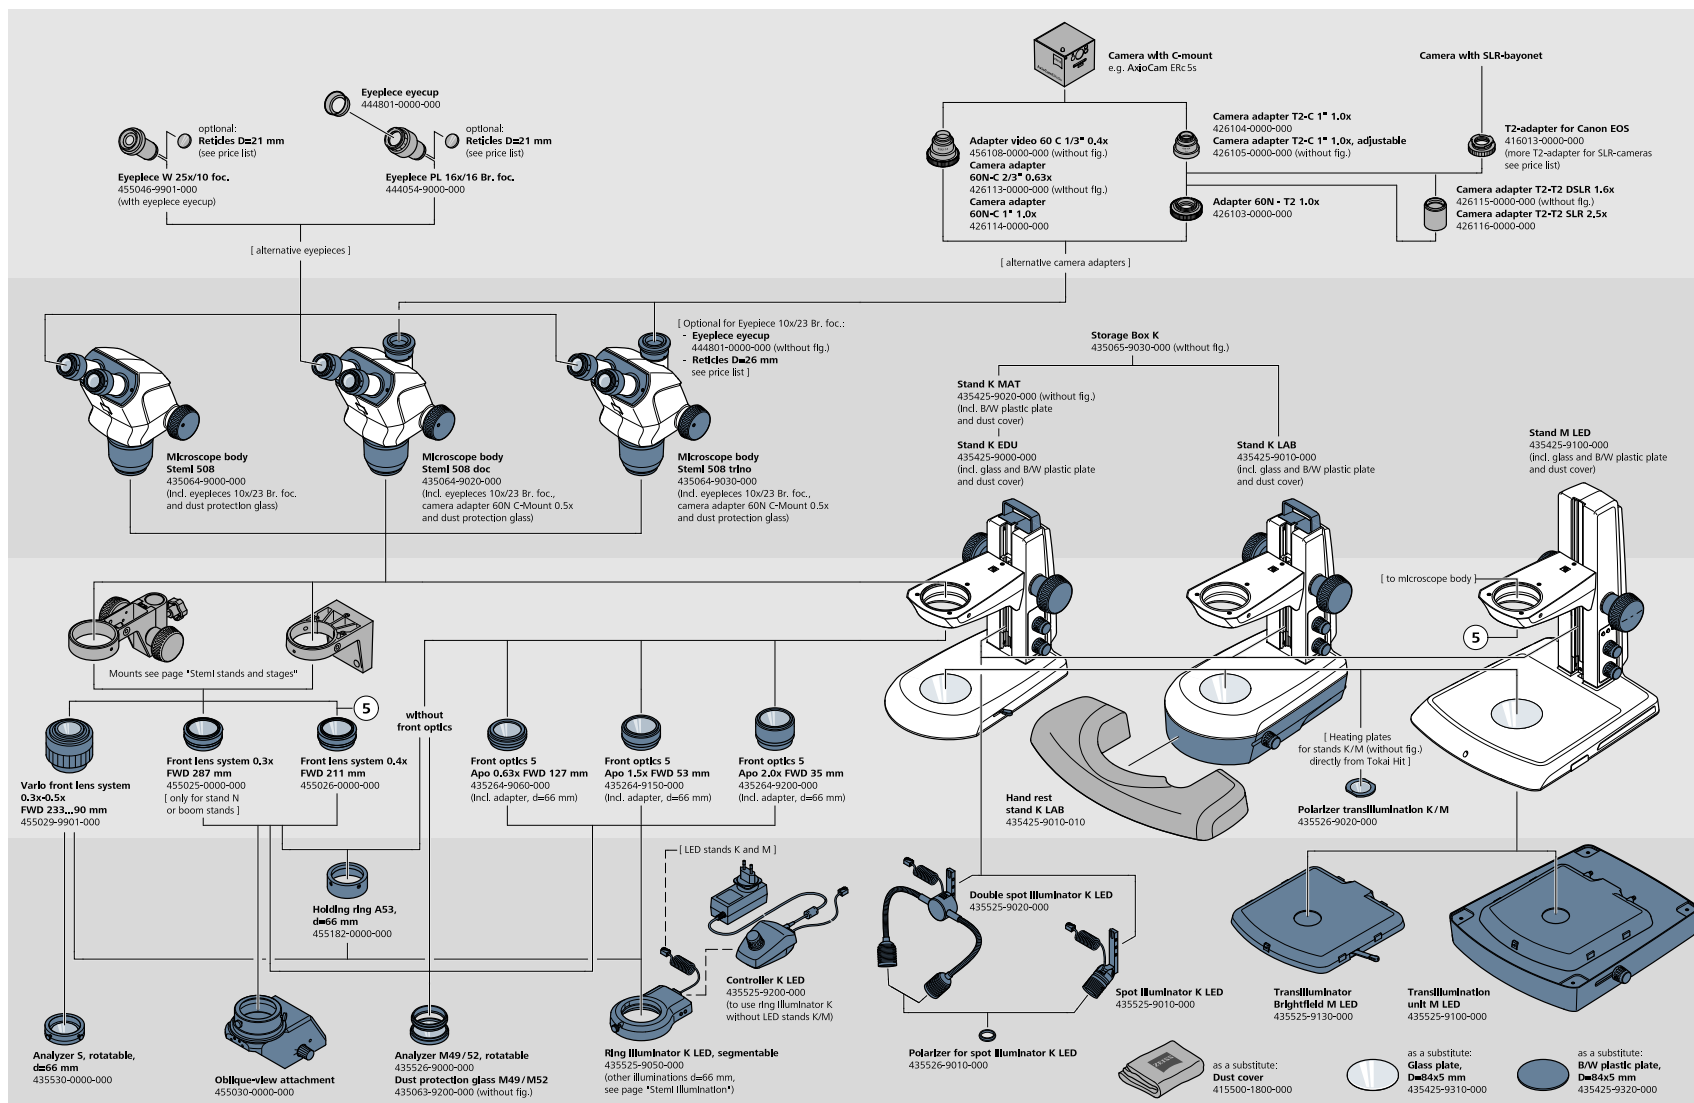 Camera with C-mount
e.g. AxioCam ERc5s
Camera with SLR-bayonet
Eyepiece eyecup
444801-0000-000
optional:
Reticles D=21 mm
(see price list)
optional:
Reticles D=21 mm
(see price list)
Eyepiece W 25x/10 foc.
455046-9901-000
(with eyepiece eyecup)
Eyepiece PL 16x/16 Br. foc.
444054-9000-000
Adapter video 60 C 1/3" 0.4x
456108-0000-000 (without fig.)
Camera adapter
60N-C 2/3" 0.63x
426113-0000-000 (without fig.)
Camera adapter
60N-C 1" 1.0x
426114-0000-000
Camera adapter T2-C 1" 1.0x
426104-0000-000
Camera adapter T2-C 1" 1.0x, adjustable
426105-0000-000 (without fig.)
Adapter 60N - T2 1.0x
426103-0000-000
T2-adapter for Canon EOS
416013-0000-000
(more T2-adapter for SLR-cameras
see price list)
Camera adapter T2-T2 DSLR 1.6x
426115-0000-000 (without fig.)
Camera adapter T2-T2 SLR 2.5x
426116-0000-000
[ alternative eyepieces ]
[ alternative camera adapters ]
[ Optional for Eyepiece 10x/23 Br. foc.:
- Eyepiece eyecup
444801-0000-000 (without fig.)
- Reticles D=26 mm
see price list ]
Storage Box K
435065-9030-000 (without fig.)
Stand K MAT
435425-9020-000 (without fig.)
(incl. B/W plastic plate
and dust cover)
Stand K EDU
435425-9000-000
(incl. glass and B/W plastic plate
and dust cover)
Stand K LAB
435425-9010-000
(incl. glass and B/W plastic plate
and dust cover)
Stand M LED
435425-9100-000
(incl. glass and B/W plastic plate
and dust cover)
Microscope body
Stemi 508
435064-9000-000
(Incl. eyepieces 10x/23 Br. foc.
and dust protection glass)
Microscope body
Stemi 508 doc
435064-9020-000
(Incl. eyepieces 10x/23 Br. foc.,
camera adapter 60N C-Mount 0.5x
and dust protection glass)
Microscope body
Stemi 508 trino
435064-9030-000
(Incl. eyepieces 10x/23 Br. foc.,
camera adapter 60N C-Mount 0.5x
and dust protection glass)
[ to microscope body ]
5
Mounts see page "Stemi stands and stages"
5
without
front optics
Vario front lens system
0.3x-0.5x
FWD 233...90 mm
455029-9901-000
Front lens system 0.3x
FWD 287 mm
455025-0000-000
[ only for stand N
or boom stands ]
Front lens system 0.4x
FWD 211 mm
455026-0000-000
Front optics 5
Apo 0.63x FWD 127 mm
435264-9060-000
(Incl. adapter, d=66 mm)
Front optics 5
Apo 1.5x FWD 53 mm
435264-9150-000
(Incl. adapter, d=66 mm)
Front optics 5
Apo 2.0x FWD 35 mm
435264-9200-000
(Incl. adapter, d=66 mm)
Hand rest
stand K LAB
435425-9010-010
[ Heating plates
for stands K/M (without fig.)
directly from Tokai Hit ]
Polarizer transillumination K/M
435526-9020-000
[ LED stands K and M ]
Holding ring A53,
d=66 mm
455182-0000-000
Controller K LED
435525-9200-000
(to use ring illuminator K
without LED stands K/M)
Double spot illuminator K LED
435525-9020-000
Spot illuminator K LED
435525-9010-000
Transilluminator
Brightfield M LED
435525-9130-000
Transillumination
unit M LED
435525-9100-000
Analyzer S, rotatable,
d=66 mm
435530-0000-000
Oblique-view attachment
455030-0000-000
Analyzer M49/52, rotatable
435526-9000-000
Dust protection glass M49/M52
435063-9200-000 (without fig.)
Ring illuminator K LED, segmentable
435525-9050-000
(other illuminations d=66 mm,
see page "Stemi Illumination")
Polarizer for spot illuminator K LED
435526-9010-000
as a substitute:
Dust cover
415500-1800-000
as a substitute:
Glass plate,
D=84x5 mm
435425-9310-000
as a substitute:
B/W plastic plate,
D=84x5 mm
435425-9320-000